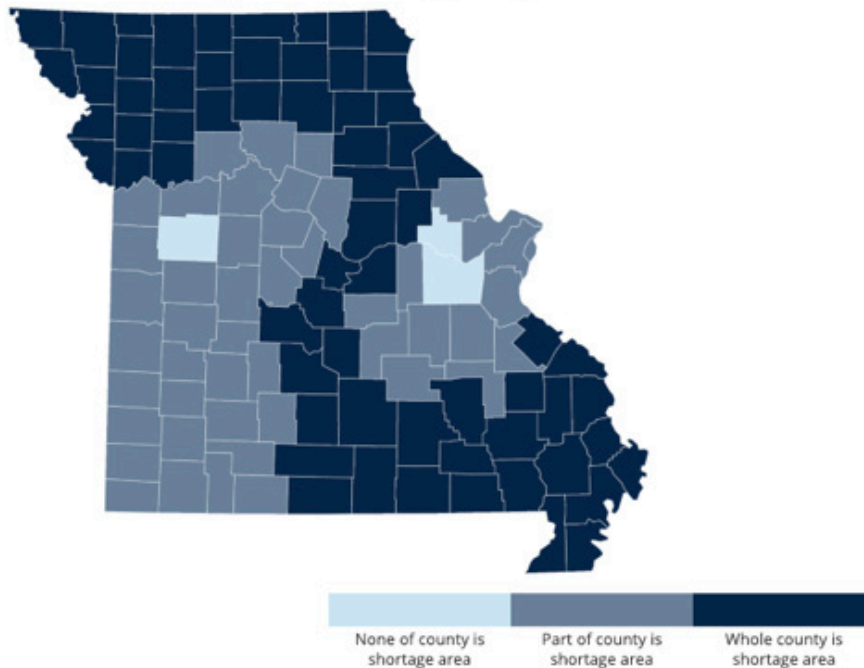 None of county is
shortage area
Part of county is
shortage area
Whole county is
shortage area